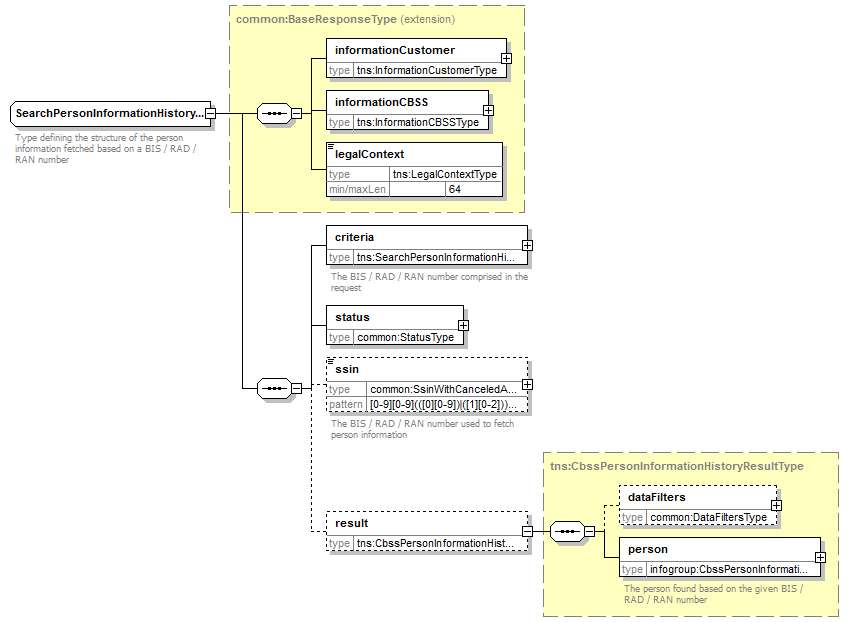 common:BaseResponseType (extension)
informationCustomer
type tns:InformationCustomerType
informationCBSS
type tns:InformationCBSSType
legalContext
type tns:LegalContextType
min/maxLen 64
SearchPersonInformationHistory...
Type defining the structure of the person
information fetched based on a BIS / RAD /
RAN number
criteria
type tns:SearchPersonInformationHi...
The BIS / RAD / RAN number comprised in the
request
status
type common:StatusType
ssin
type common:SsinWithCanceledA...
pattern [0-9][0-9](([0][0-9])|([1][0-2]))...
The BIS / RAD / RAN number used to fetch
person information
result
type tns:CbssPersonInformationHist...
tns:CbssPersonInformationHistoryResultType
dataFilters
type common:DataFiltersType
person
type infogroup:CbssPersonInformati...
The person found based on the given BIS /
RAD / RAN number